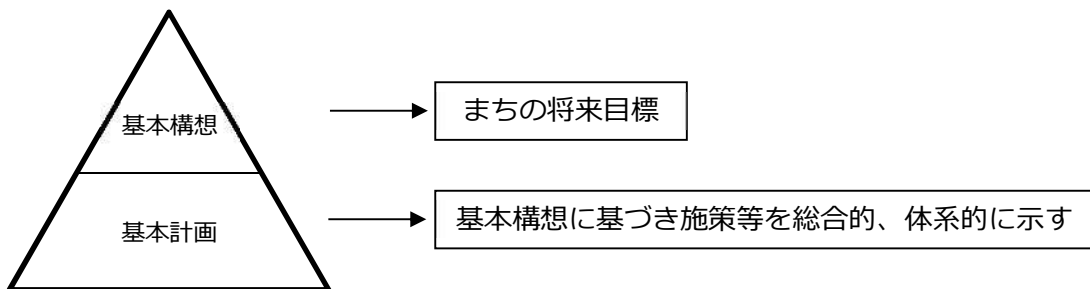 基本構想
まちの将来目標
基本計画
基本構想に基づき施策等を総合的、体系的に示す